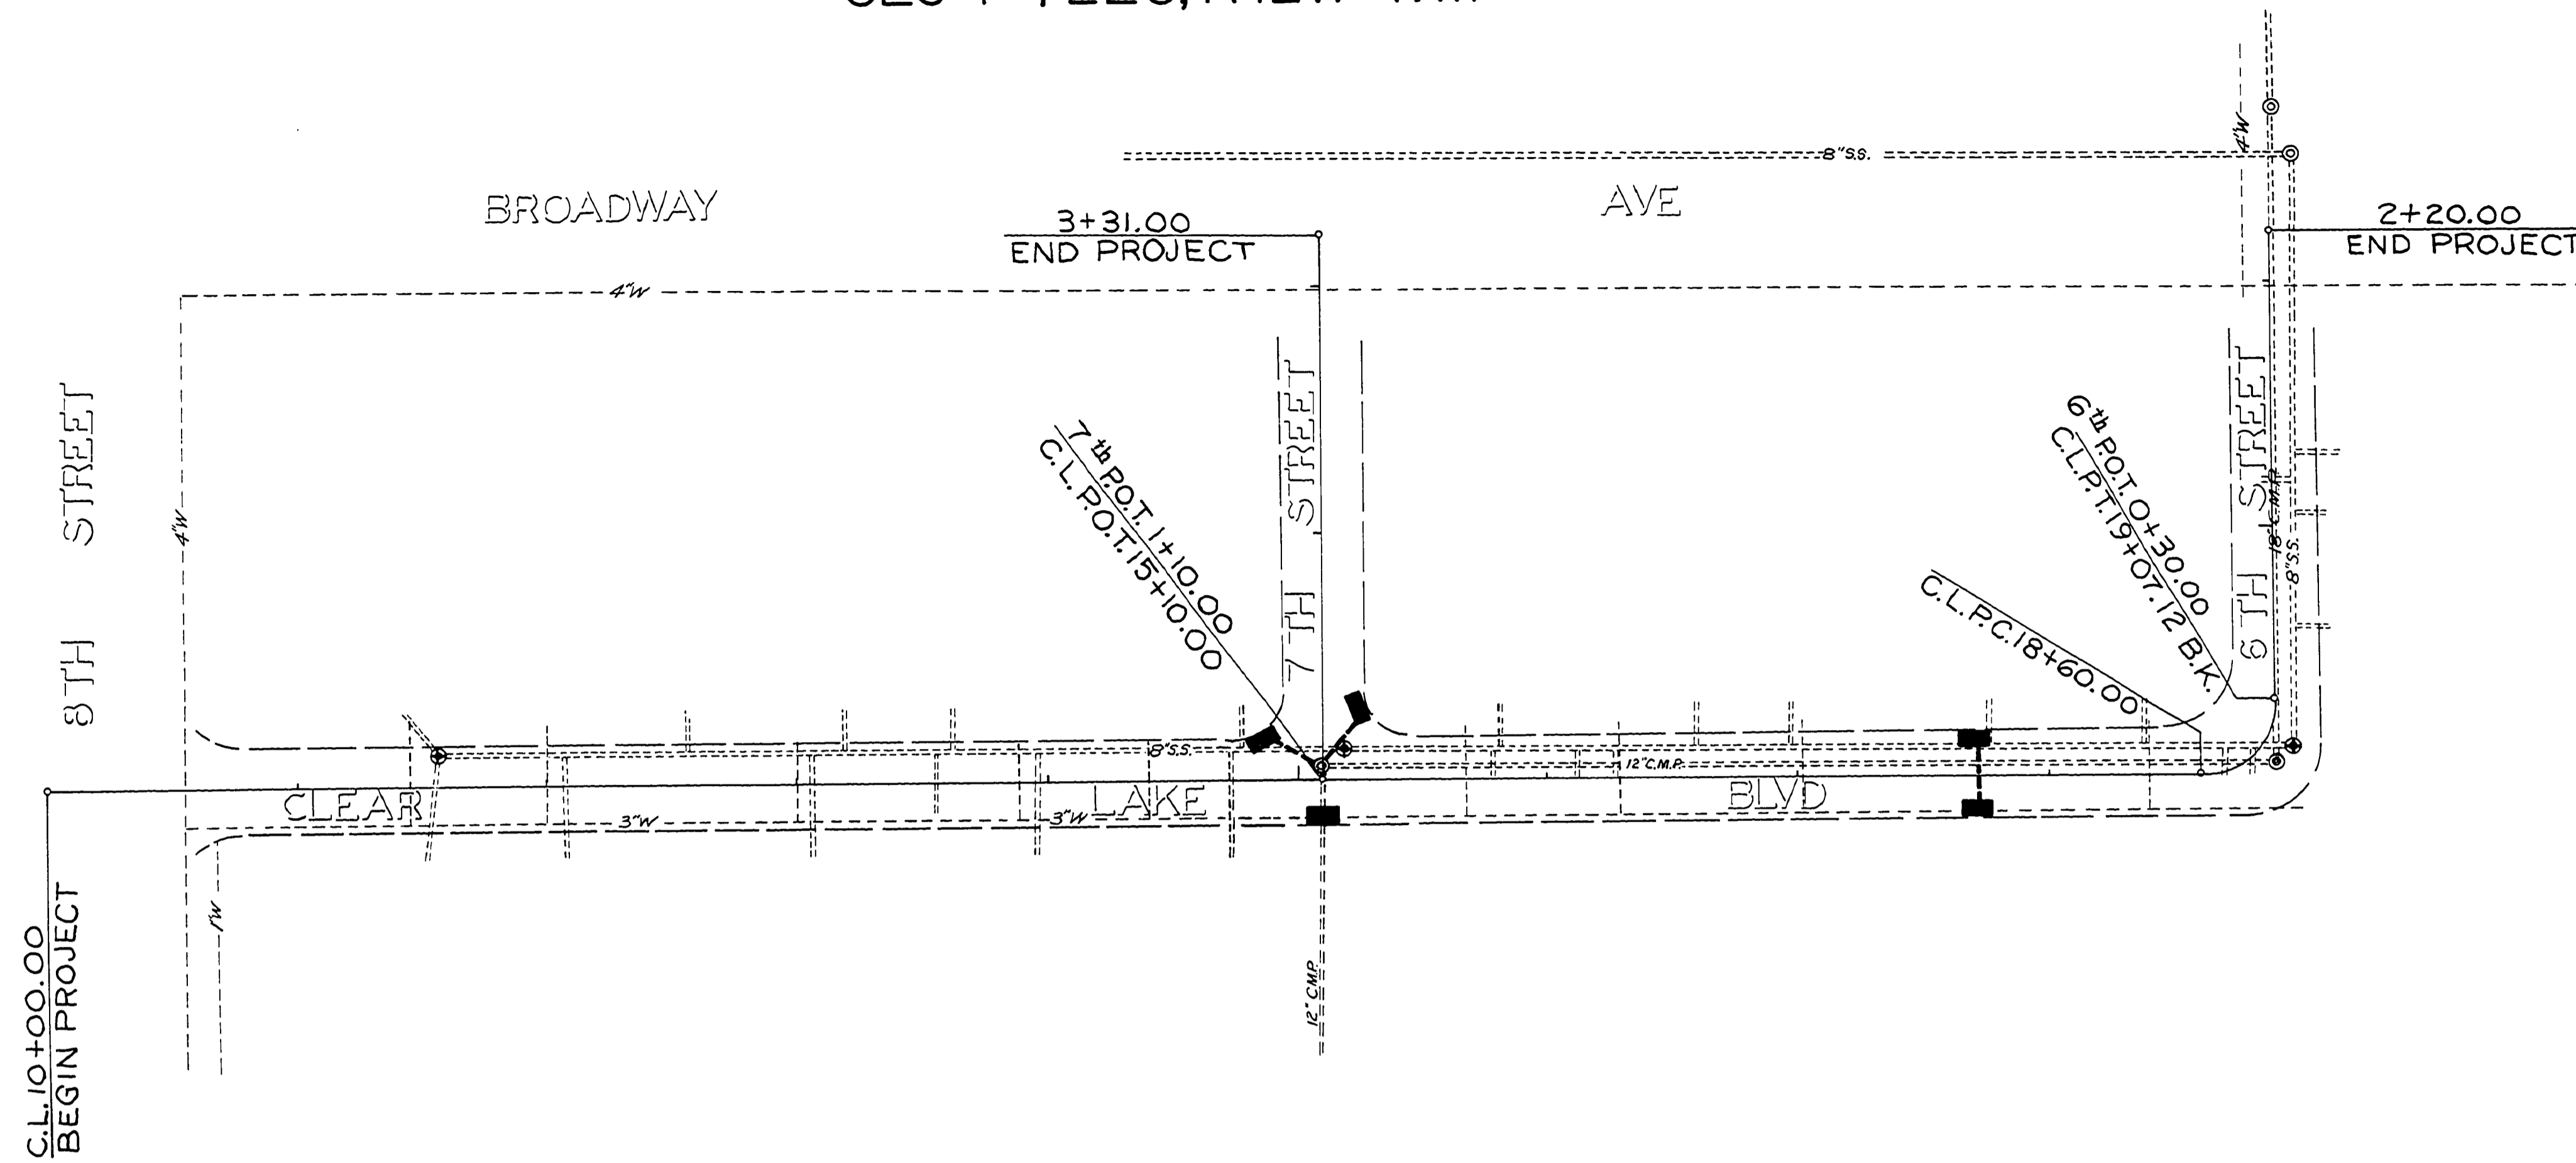 8"S.S.
4"W
BROADWAY AVE
3+31.00
END PROJECT
2+20.00
END PROJECT
4"W
8TH STREET
4"W
7TH STREET
6TH STREET
7th P.O.T. 1+10.00
C.L. P.O.T. 15+10.00
6th P.O.T. 0+30.00
C.L.P.T. 19+07.12 B.K.
C.L.P.C. 18+60.00
18" C.M.P.
8"S.S.
8"S.S.
12"C.M.P.
CLEAR LAKE BLVD
3"W
3"W
1"W
12" C.M.P.
C.L. 10+00.00
BEGIN PROJECT